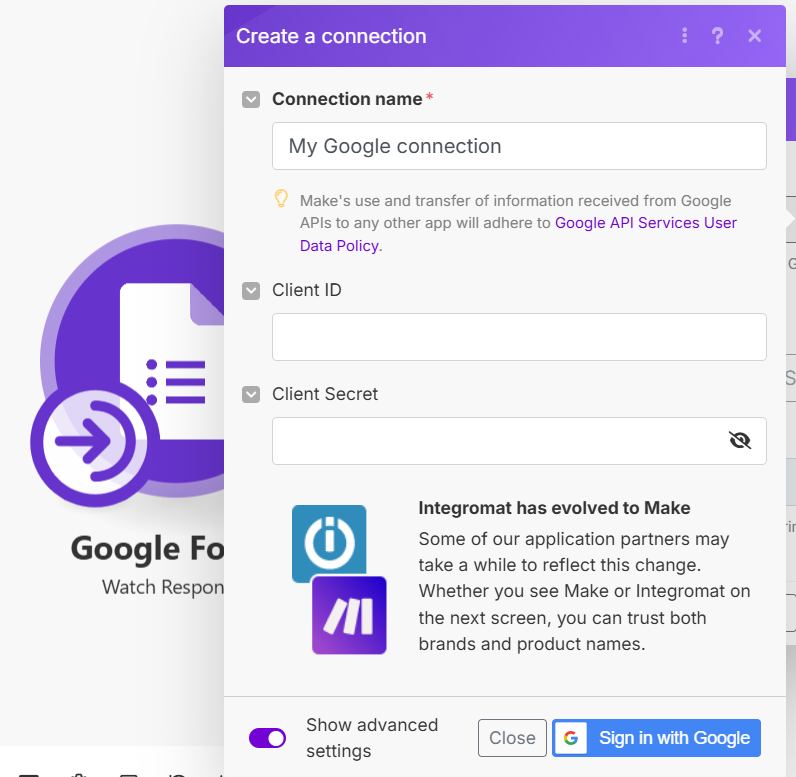 Create a connection
Connection name*
My Google connection
Make's use and transfer of information received from Google
APIs to any other app will adhere to Google API Services User
Data Policy.
Client ID
Client Secret
Integromat has evolved to Make
Some of our application partners may
take a while to reflect this change.
Whether you see Make or Integromat on
the next screen, you can trust both
brands and product names.
Show advanced
settings
Close
Sign in with Google
Google Fo
Watch Respon